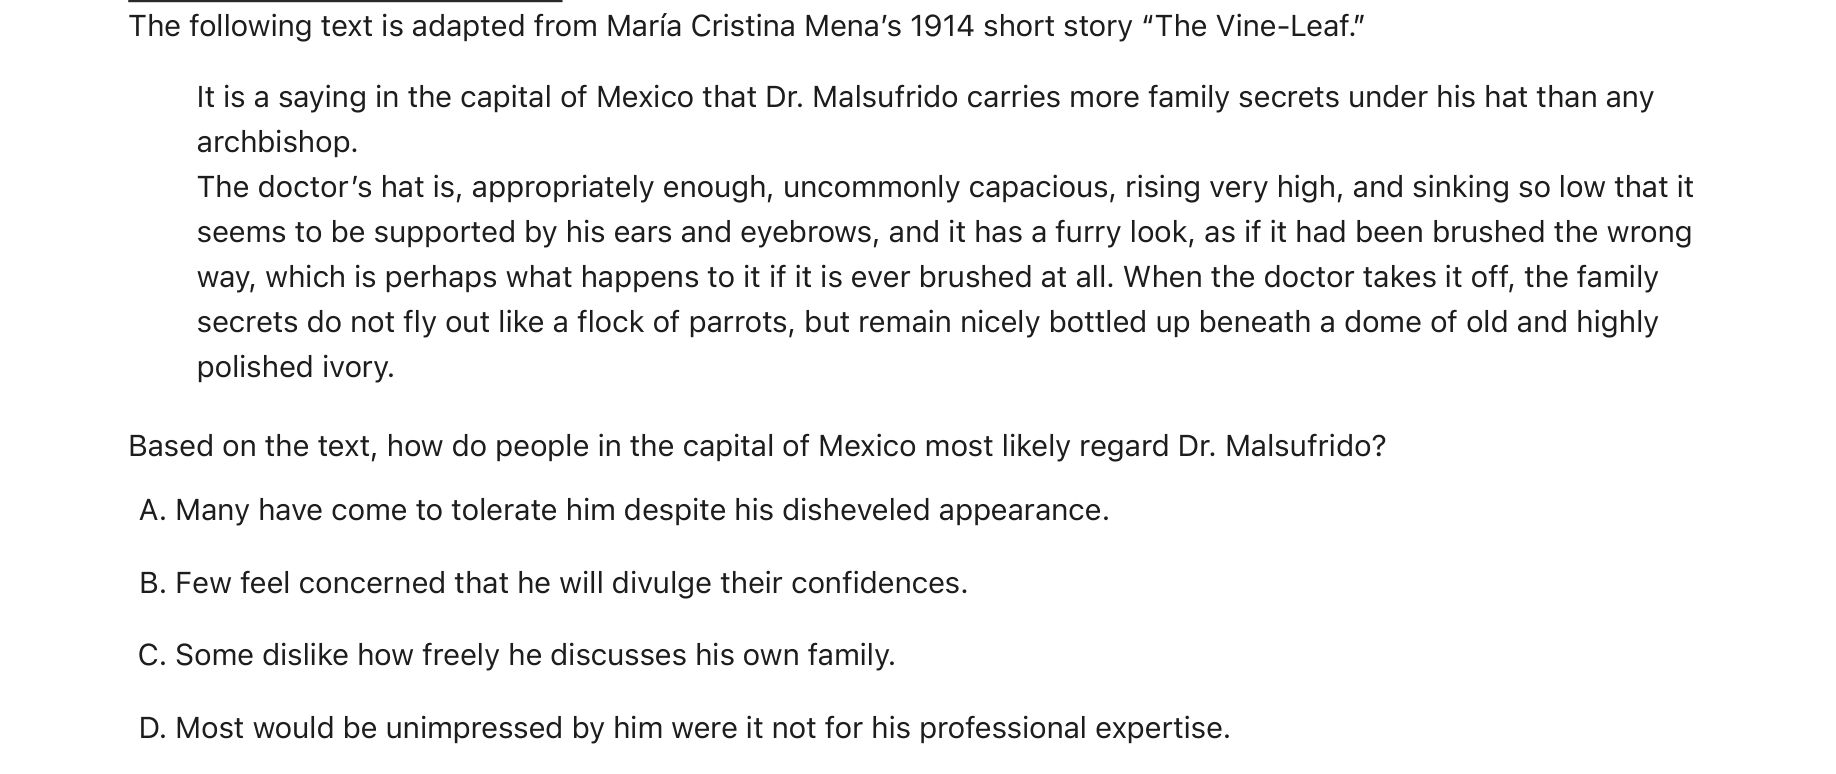 The following text is adapted from María Cristina Mena’s 1914 short story “The Vine-Leaf.”
It is a saying in the capital of Mexico that Dr. Malsufrido carries more family secrets under his hat than any
archbishop.
The doctor’s hat is, appropriately enough, uncommonly capacious, rising very high, and sinking so low that it
seems to be supported by his ears and eyebrows, and it has a furry look, as if it had been brushed the wrong
way, which is perhaps what happens to it if it is ever brushed at all. When the doctor takes it off, the family
secrets do not fly out like a flock of parrots, but remain nicely bottled up beneath a dome of old and highly
polished ivory.
Based on the text, how do people in the capital of Mexico most likely regard Dr. Malsufrido?
A. Many have come to tolerate him despite his disheveled appearance.
B. Few feel concerned that he will divulge their confidences.
C. Some dislike how freely he discusses his own family.
D. Most would be unimpressed by him were it not for his professional expertise.